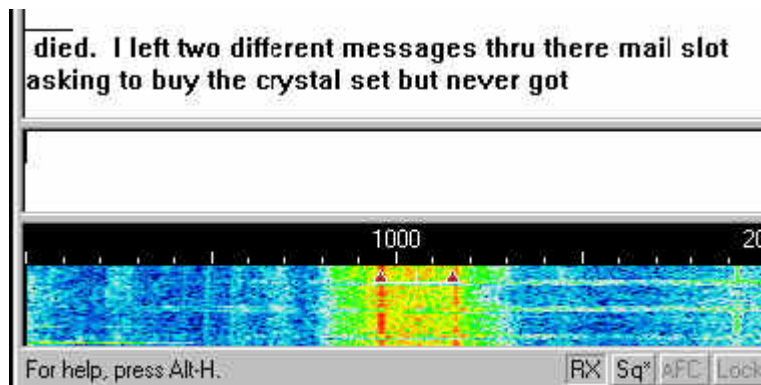 died.  I left two different messages thru there mail slot
asking to buy the crystal set but never got
1000
For help, press Alt-H.
RX Sq* AFC Lock